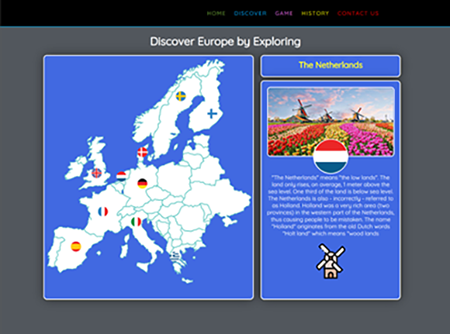 HOME DISCOVER GAME HISTORY CONTACT US
Discover Europe by Exploring
The Netherlands
"The Netherlands" means "the low lands". The
land only rises, on average, 1 meter above the
sea level. One third of the land is below sea level.
The Netherlands is also - incorrectly - referred to
as Holland. Holland was a very rich area (two
provinces) in the western part of the Netherlands,
thus causing people to be mistaken. The name
"Holland" originates from the old Dutch words
"Holt land" which means "wood lands